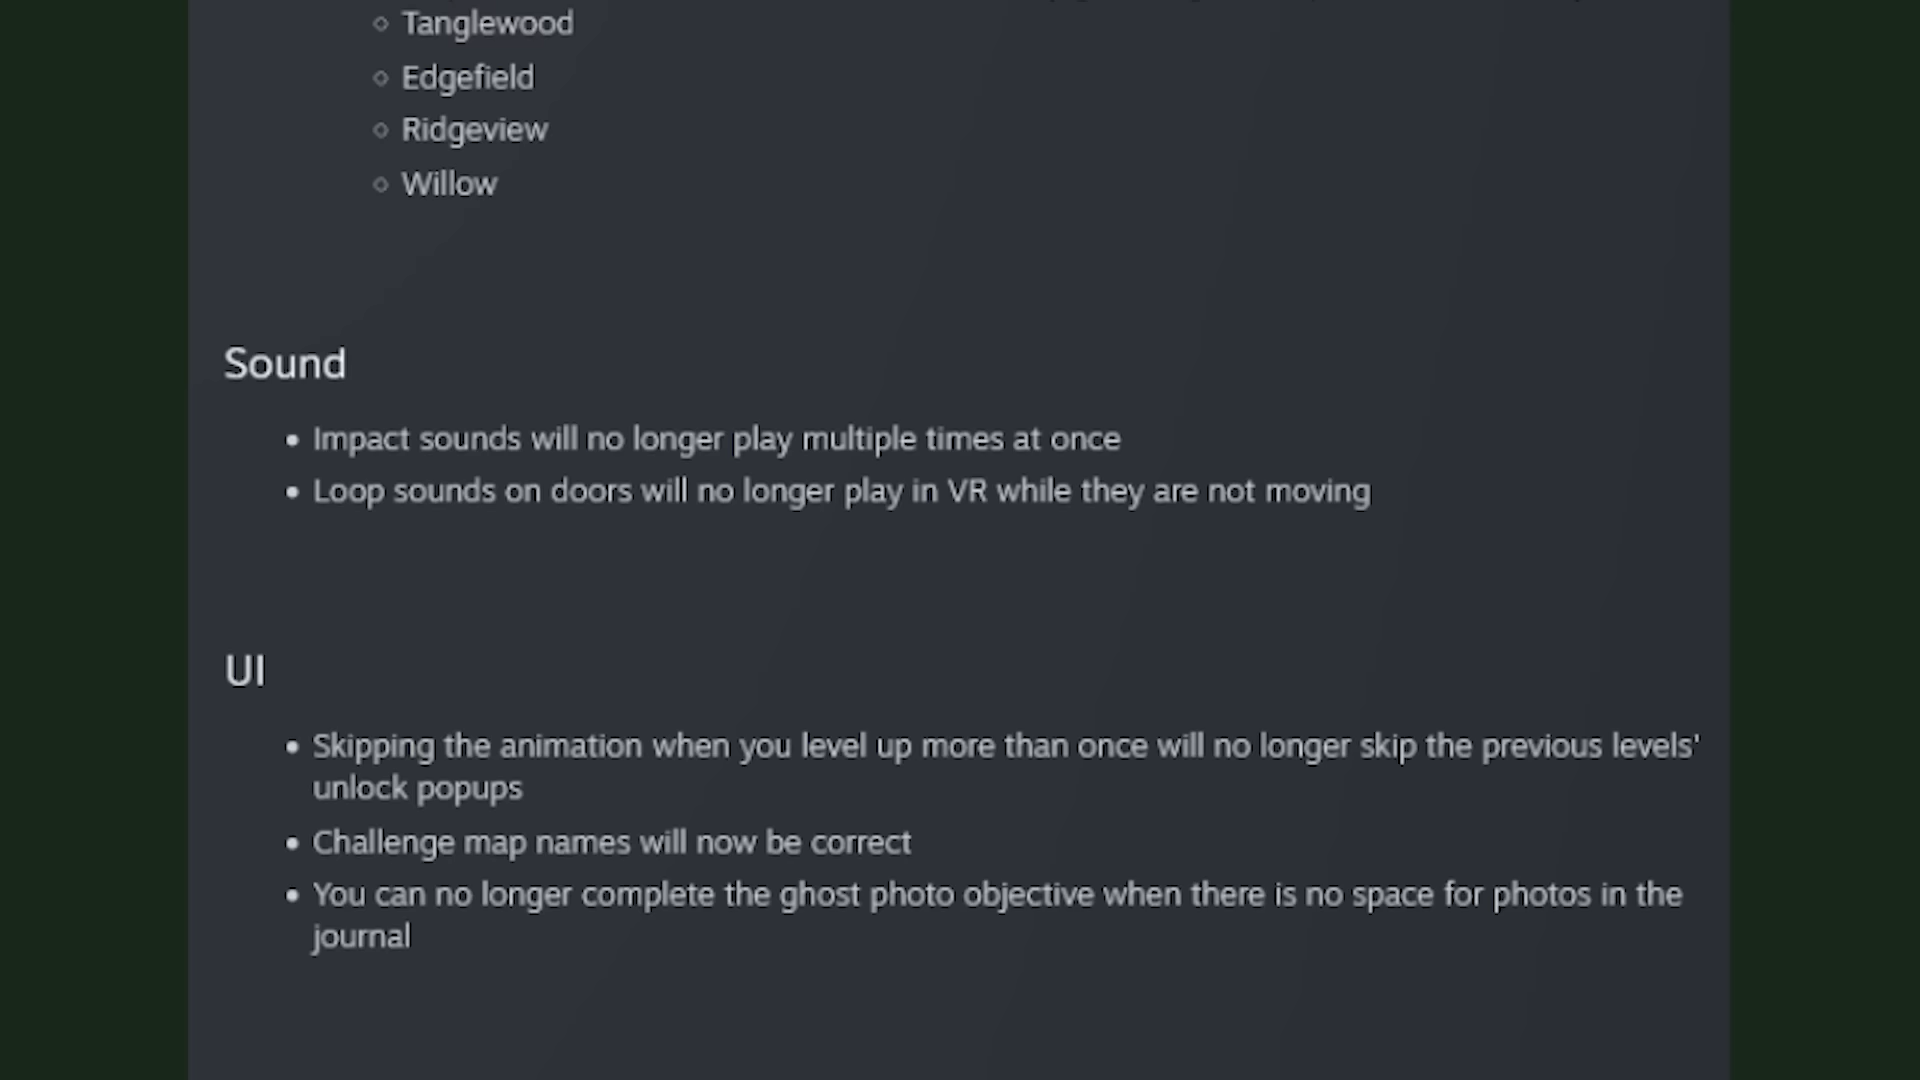 Tanglewood
Edgefield
Ridgeview
Willow
Sound
Impact sounds will no longer play multiple times at once
Loop sounds on doors will no longer play in VR while they are not moving
UI
Skipping the animation when you level up more than once will no longer skip the previous levels'
unlock popups
Challenge map names will now be correct
You can no longer complete the ghost photo objective when there is no space for photos in the
journal